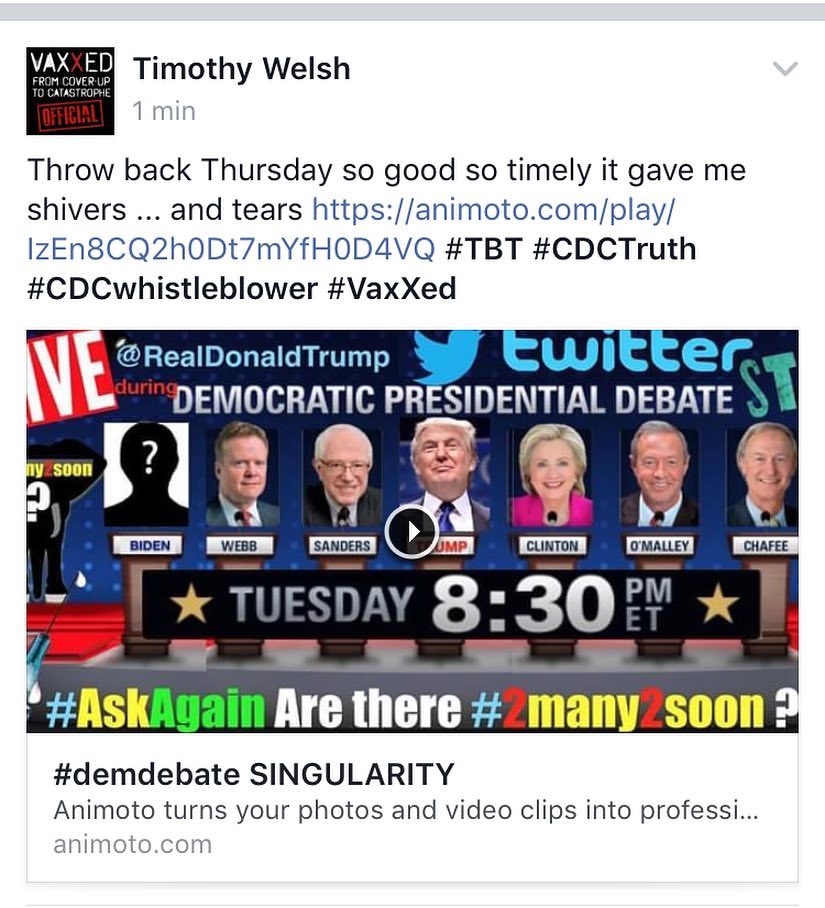 VAXXED
FROM COVER-UP
TO CATASTROPHE
OFFICIAL
Timothy Welsh
1 min
Throw back Thursday so good so timely it gave me
shivers ... and tears https://animoto.com/play/
IzEn8CQ2h0Dt7mYfH0D4VQ #TBT #CDCTruth
#CDCwhistleblower #VaxXed
IVE @RealDonaldTrump twitter ST
during DEMOCRATIC PRESIDENTIAL DEBATE
ny2soon
?
?
BIDEN WEBB SANDERS UMP CLINTON O'MALLEY CHAFEE
TUESDAY 8:30 PM ET
#AskAgain Are there #2many2soon ?
#demdebate SINGULARITY
Animoto turns your photos and video clips into professi...
animoto.com